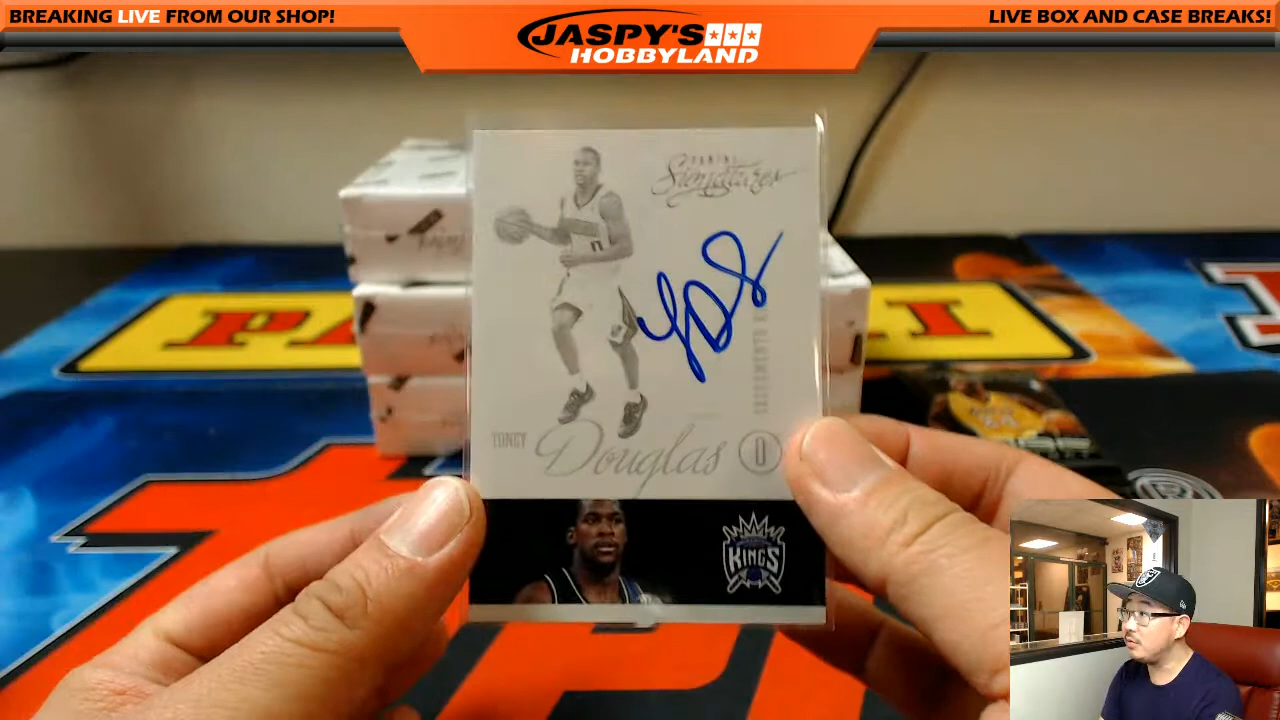 BREAKING LIVE FROM OUR SHOP!
JASPY'S
HOBBYLAND
LIVE BOX AND CASE BREAKS!
PANINI
Signatures
TONEY
Douglas
0
KINGS